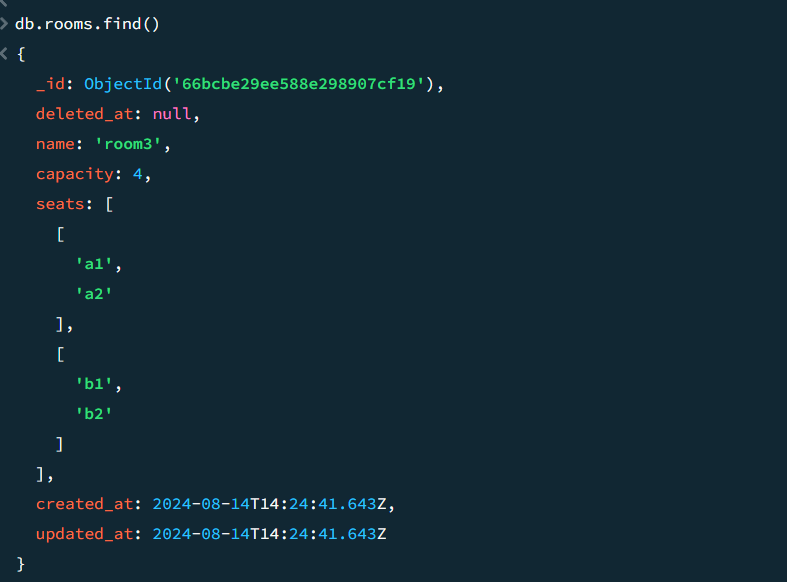 > db.rooms.find()
< {
_id: ObjectId('66bcbe29ee588e298907cf19'),
deleted_at: null,
name: 'room3',
capacity: 4,
seats: [
[
'a1',
'a2'
],
[
'b1',
'b2'
]
],
created_at: 2024-08-14T14:24:41.643Z,
updated_at: 2024-08-14T14:24:41.643Z
}